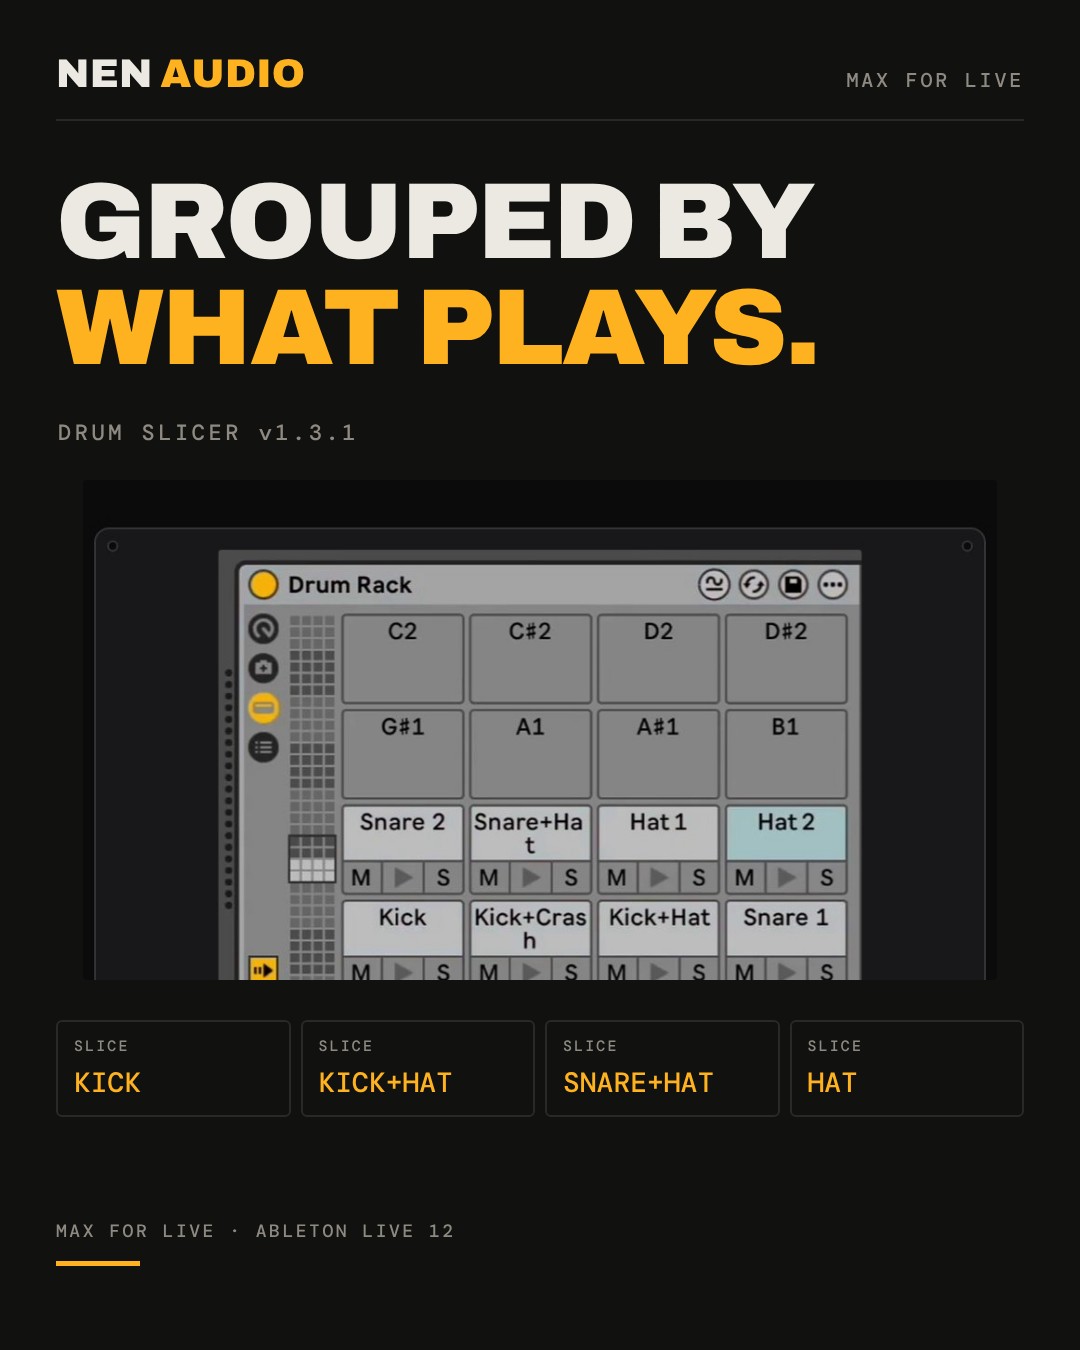 NEN AUDIO
MAX FOR LIVE
GROUPED BY
WHAT PLAYS.
DRUM SLICER v1.3.1
Drum Rack
C2 C#2 D2 D#2
G#1 A1 A#1 B1
Snare 2 Snare+Ha Hat 1 Hat 2
t
M S M S M S M S
Kick Kick+Cras Kick+Hat Snare 1
h
M S M S M S M S
SLICE SLICE SLICE SLICE
KICK KICK+HAT SNARE+HAT HAT
MAX FOR LIVE · ABLETON LIVE 12